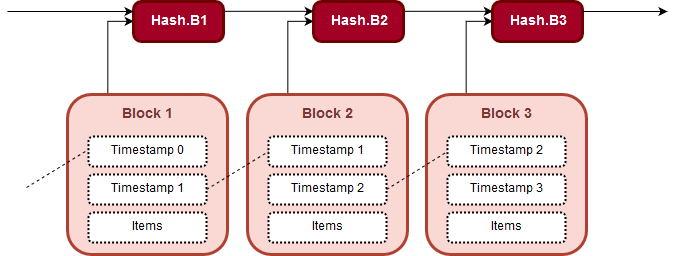 Hash.B1
Hash.B2
Hash.B3
Block 1
Timestamp 0
Timestamp 1
Items
Block 2
Timestamp 1
Timestamp 2
Items
Block 3
Timestamp 2
Timestamp 3
Items